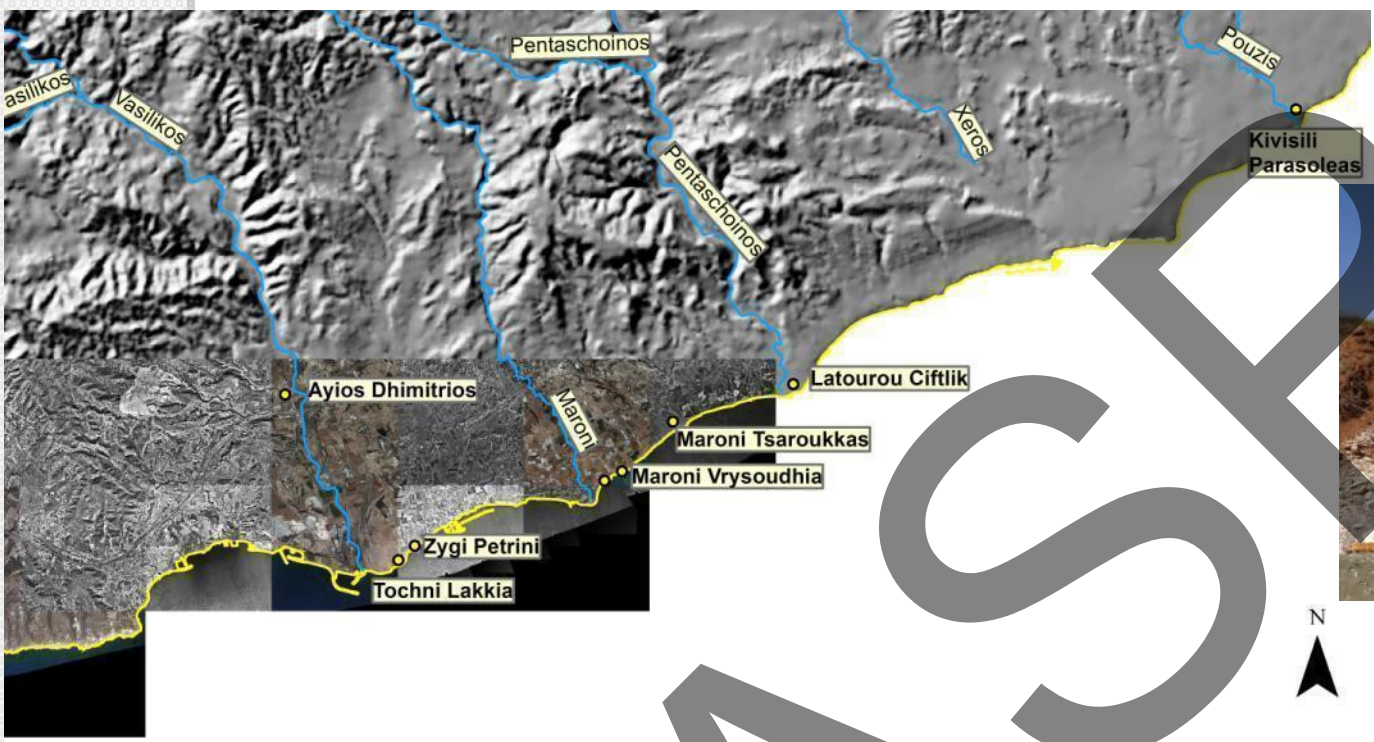 Pentaschoinos
Pouzis
asilikos
Vasilikos
Xeros
Kivisili
Parasoleas
Pentaschoinos
Latourou Ciftlik
Ayios Dhimitrios
Maroni
Maroni Tsaroukkas
Maroni Vrysoudhia
Zygi Petrini
Tochni Lakkia
N
ASP